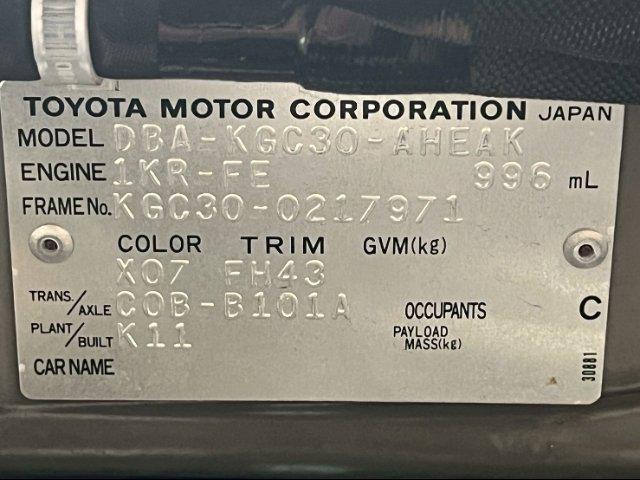 TOYOTA MOTOR CORPORATION JAPAN
MODEL DBA-KGC30-AHEAK
ENGINE 1KR-FE 996 mL
FRAME No. KGC30-0217971
COLOR TRIM GVM(kg)
X07 FH43
TRANS./AXLE C0B-B101A OCCUPANTS C
PLANT/BUILT K11 PAYLOAD MASS(kg)
CAR NAME
30881